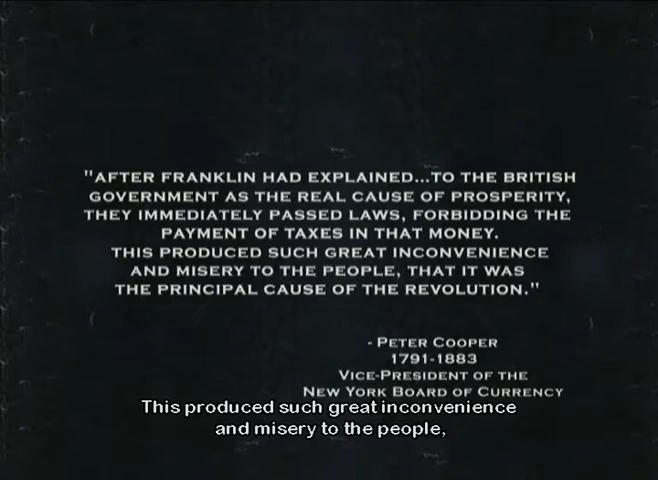 "AFTER FRANKLIN HAD EXPLAINED...TO THE BRITISH
GOVERNMENT AS THE REAL CAUSE OF PROSPERITY,
THEY IMMEDIATELY PASSED LAWS, FORBIDDING THE
PAYMENT OF TAXES IN THAT MONEY.
THIS PRODUCED SUCH GREAT INCONVENIENCE
AND MISERY TO THE PEOPLE, THAT IT WAS
THE PRINCIPAL CAUSE OF THE REVOLUTION."
- PETER COOPER
1791-1883
VICE-PRESIDENT OF THE
NEW YORK BOARD OF CURRENCY
This produced such great inconvenience
and misery to the people,